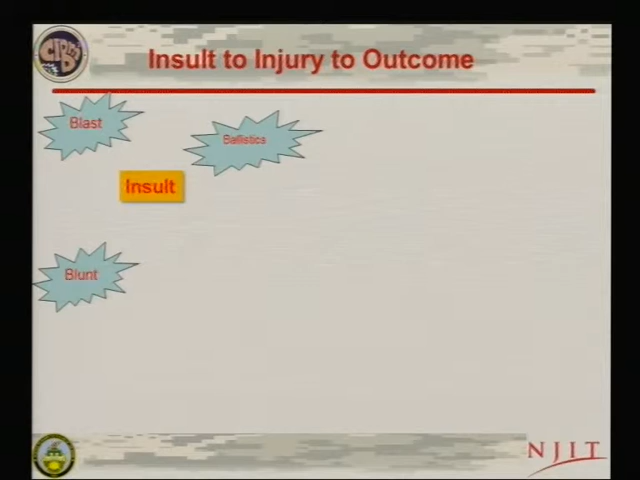 Insult to Injury to Outcome
Blast
Ballistics
Insult
Blunt
NJIT